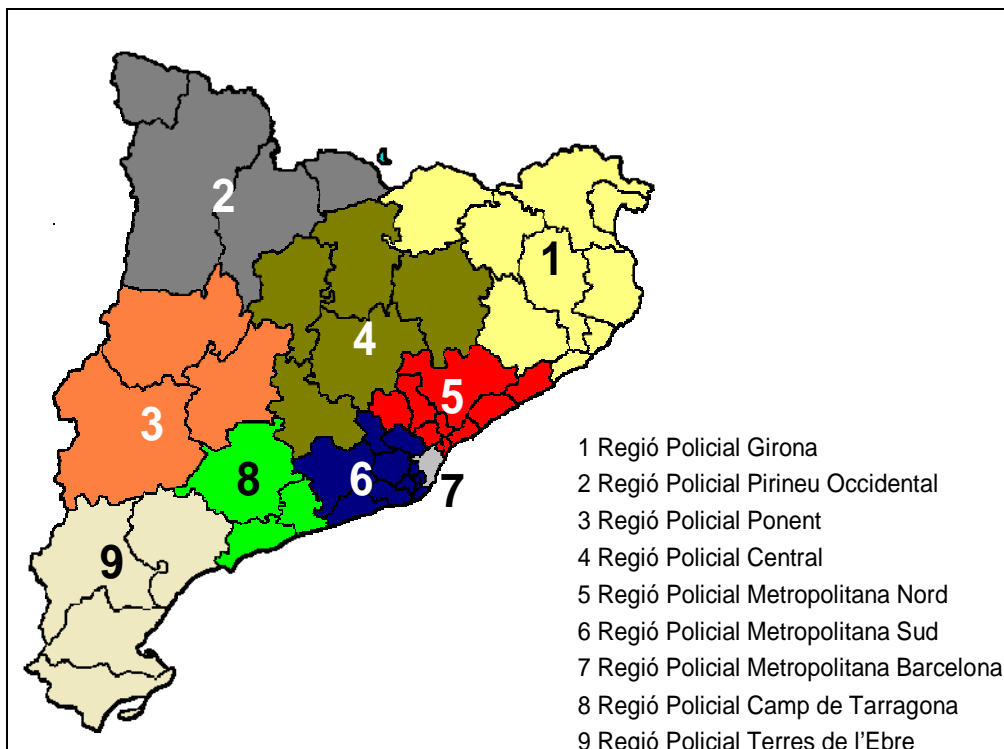 2
1
4
5
3
8
6
7
9
1 Regió Policial Girona
2 Regió Policial Pirineu Occidental
3 Regió Policial Ponent
4 Regió Policial Central
5 Regió Policial Metropolitana Nord
6 Regió Policial Metropolitana Sud
7 Regió Policial Metropolitana Barcelona
8 Regió Policial Camp de Tarragona
9 Regió Policial Terres de l'Ebre